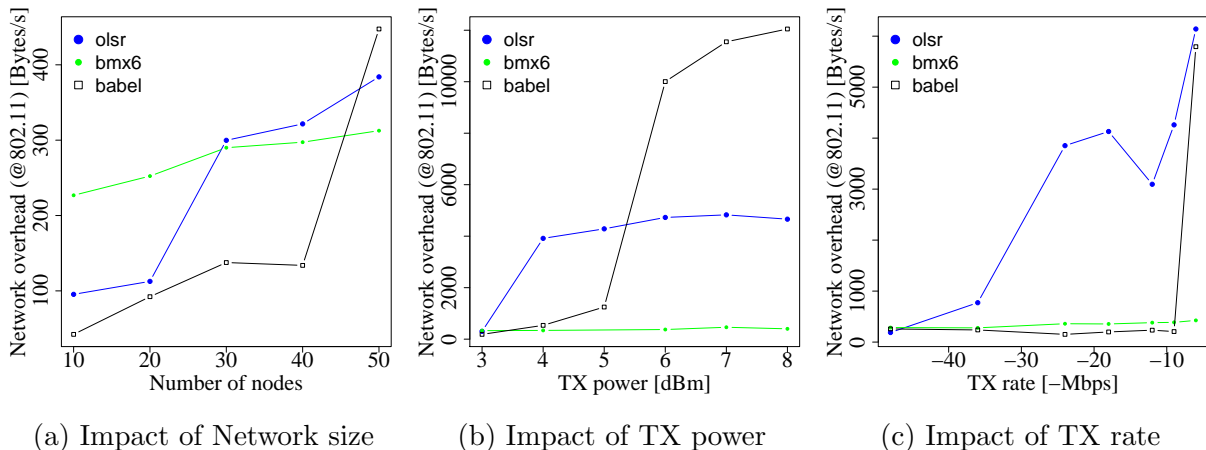 Network overhead (@802.11) [Bytes/s]
400
300
200
100
olsr
bmx6
babel
10 20 30 40 50
Number of nodes
(a) Impact of Network size
Network overhead (@802.11) [Bytes/s]
10000
6000
2000
0
olsr
bmx6
babel
3 4 5 6 7 8
TX power [dBm]
(b) Impact of TX power
Network overhead (@802.11) [Bytes/s]
5000
3000
1000
0
olsr
bmx6
babel
−40 −30 −20 −10
TX rate [−Mbps]
(c) Impact of TX rate